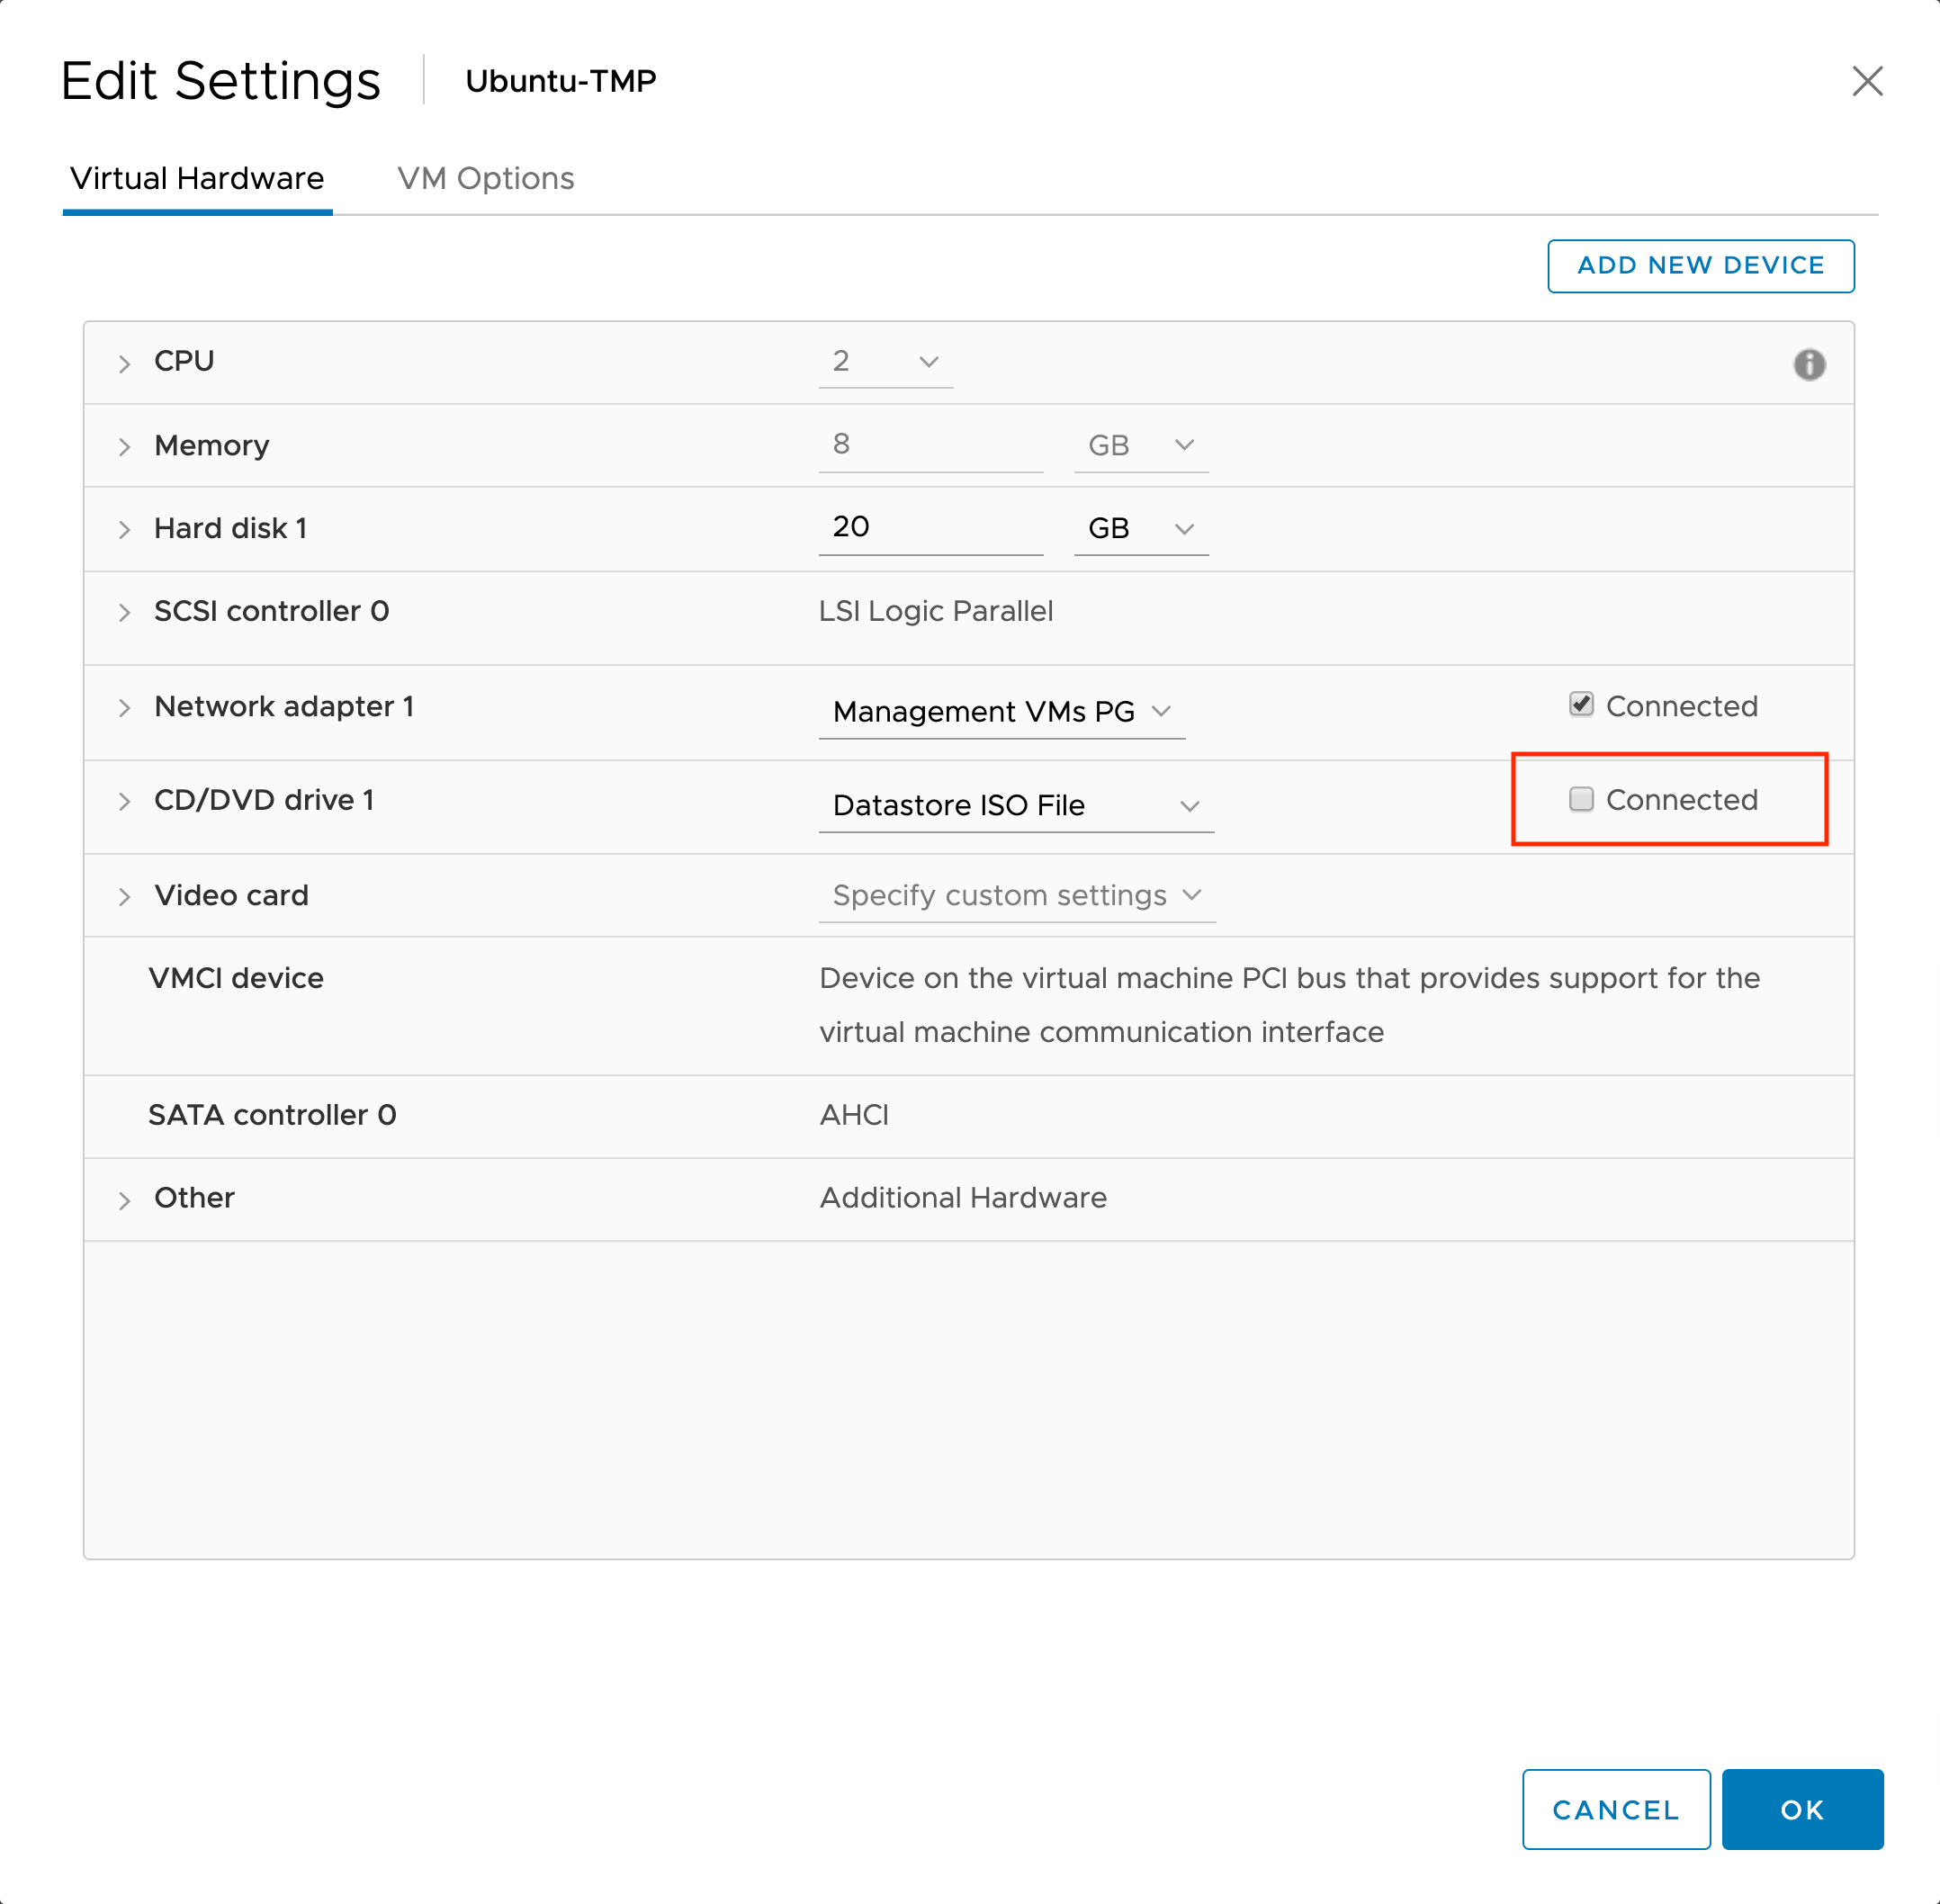 Edit Settings Ubuntu-TMP
Virtual Hardware VM Options
ADD NEW DEVICE
CPU 2
Memory 8 GB
Hard disk 1 20 GB
SCSI controller 0 LSI Logic Parallel
Network adapter 1 Management VMs PG Connected
CD/DVD drive 1 Datastore ISO File Connected
Video card Specify custom settings
VMCI device Device on the virtual machine PCI bus that provides support for the
virtual machine communication interface
SATA controller 0 AHCI
Other Additional Hardware
CANCEL OK